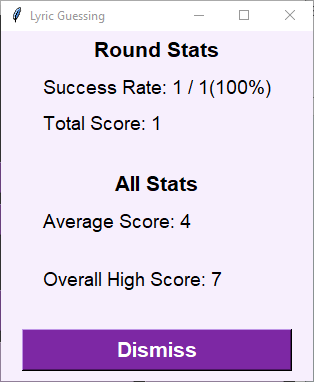 Lyric Guessing
Round Stats
Success Rate: 1 / 1(100%)
Total Score: 1
All Stats
Average Score: 4
Overall High Score: 7
Dismiss